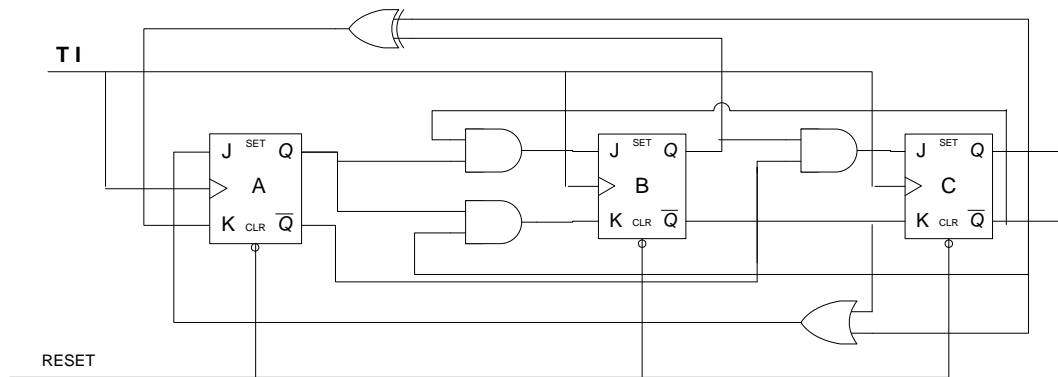 T I
J SET Q
A
K CLR Q̅
J SET Q
B
K CLR Q̅
J SET Q
C
K CLR Q̅
RESET